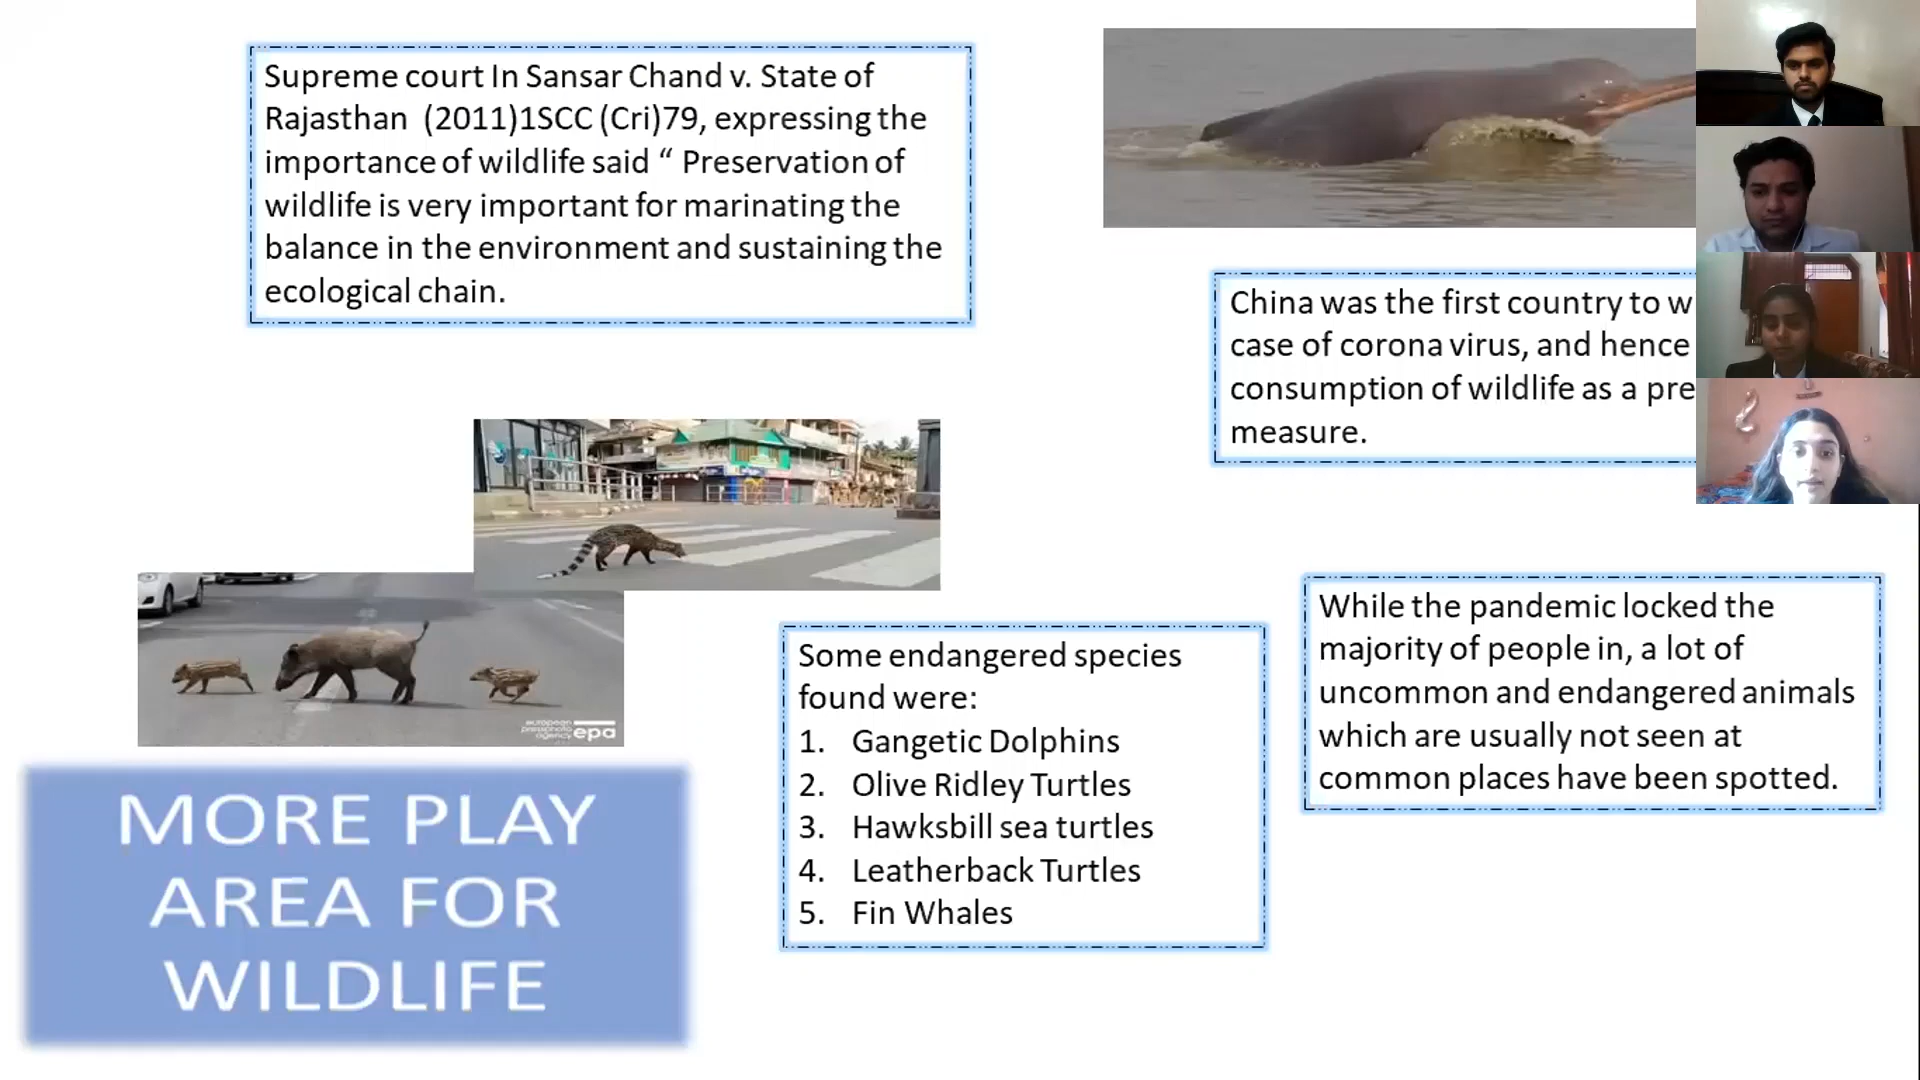 Supreme court In Sansar Chand v. State of
Rajasthan (2011)1SCC (Cri)79, expressing the
importance of wildlife said “ Preservation of
wildlife is very important for marinating the
balance in the environment and sustaining the
ecological chain.
China was the first country to w
case of corona virus, and hence
consumption of wildlife as a pre
measure.
While the pandemic locked the
majority of people in, a lot of
uncommon and endangered animals
which are usually not seen at
common places have been spotted.
european
pressphoto
agency epa
Some endangered species
found were:
1. Gangetic Dolphins
2. Olive Ridley Turtles
3. Hawksbill sea turtles
4. Leatherback Turtles
5. Fin Whales
MORE PLAY
AREA FOR
WILDLIFE